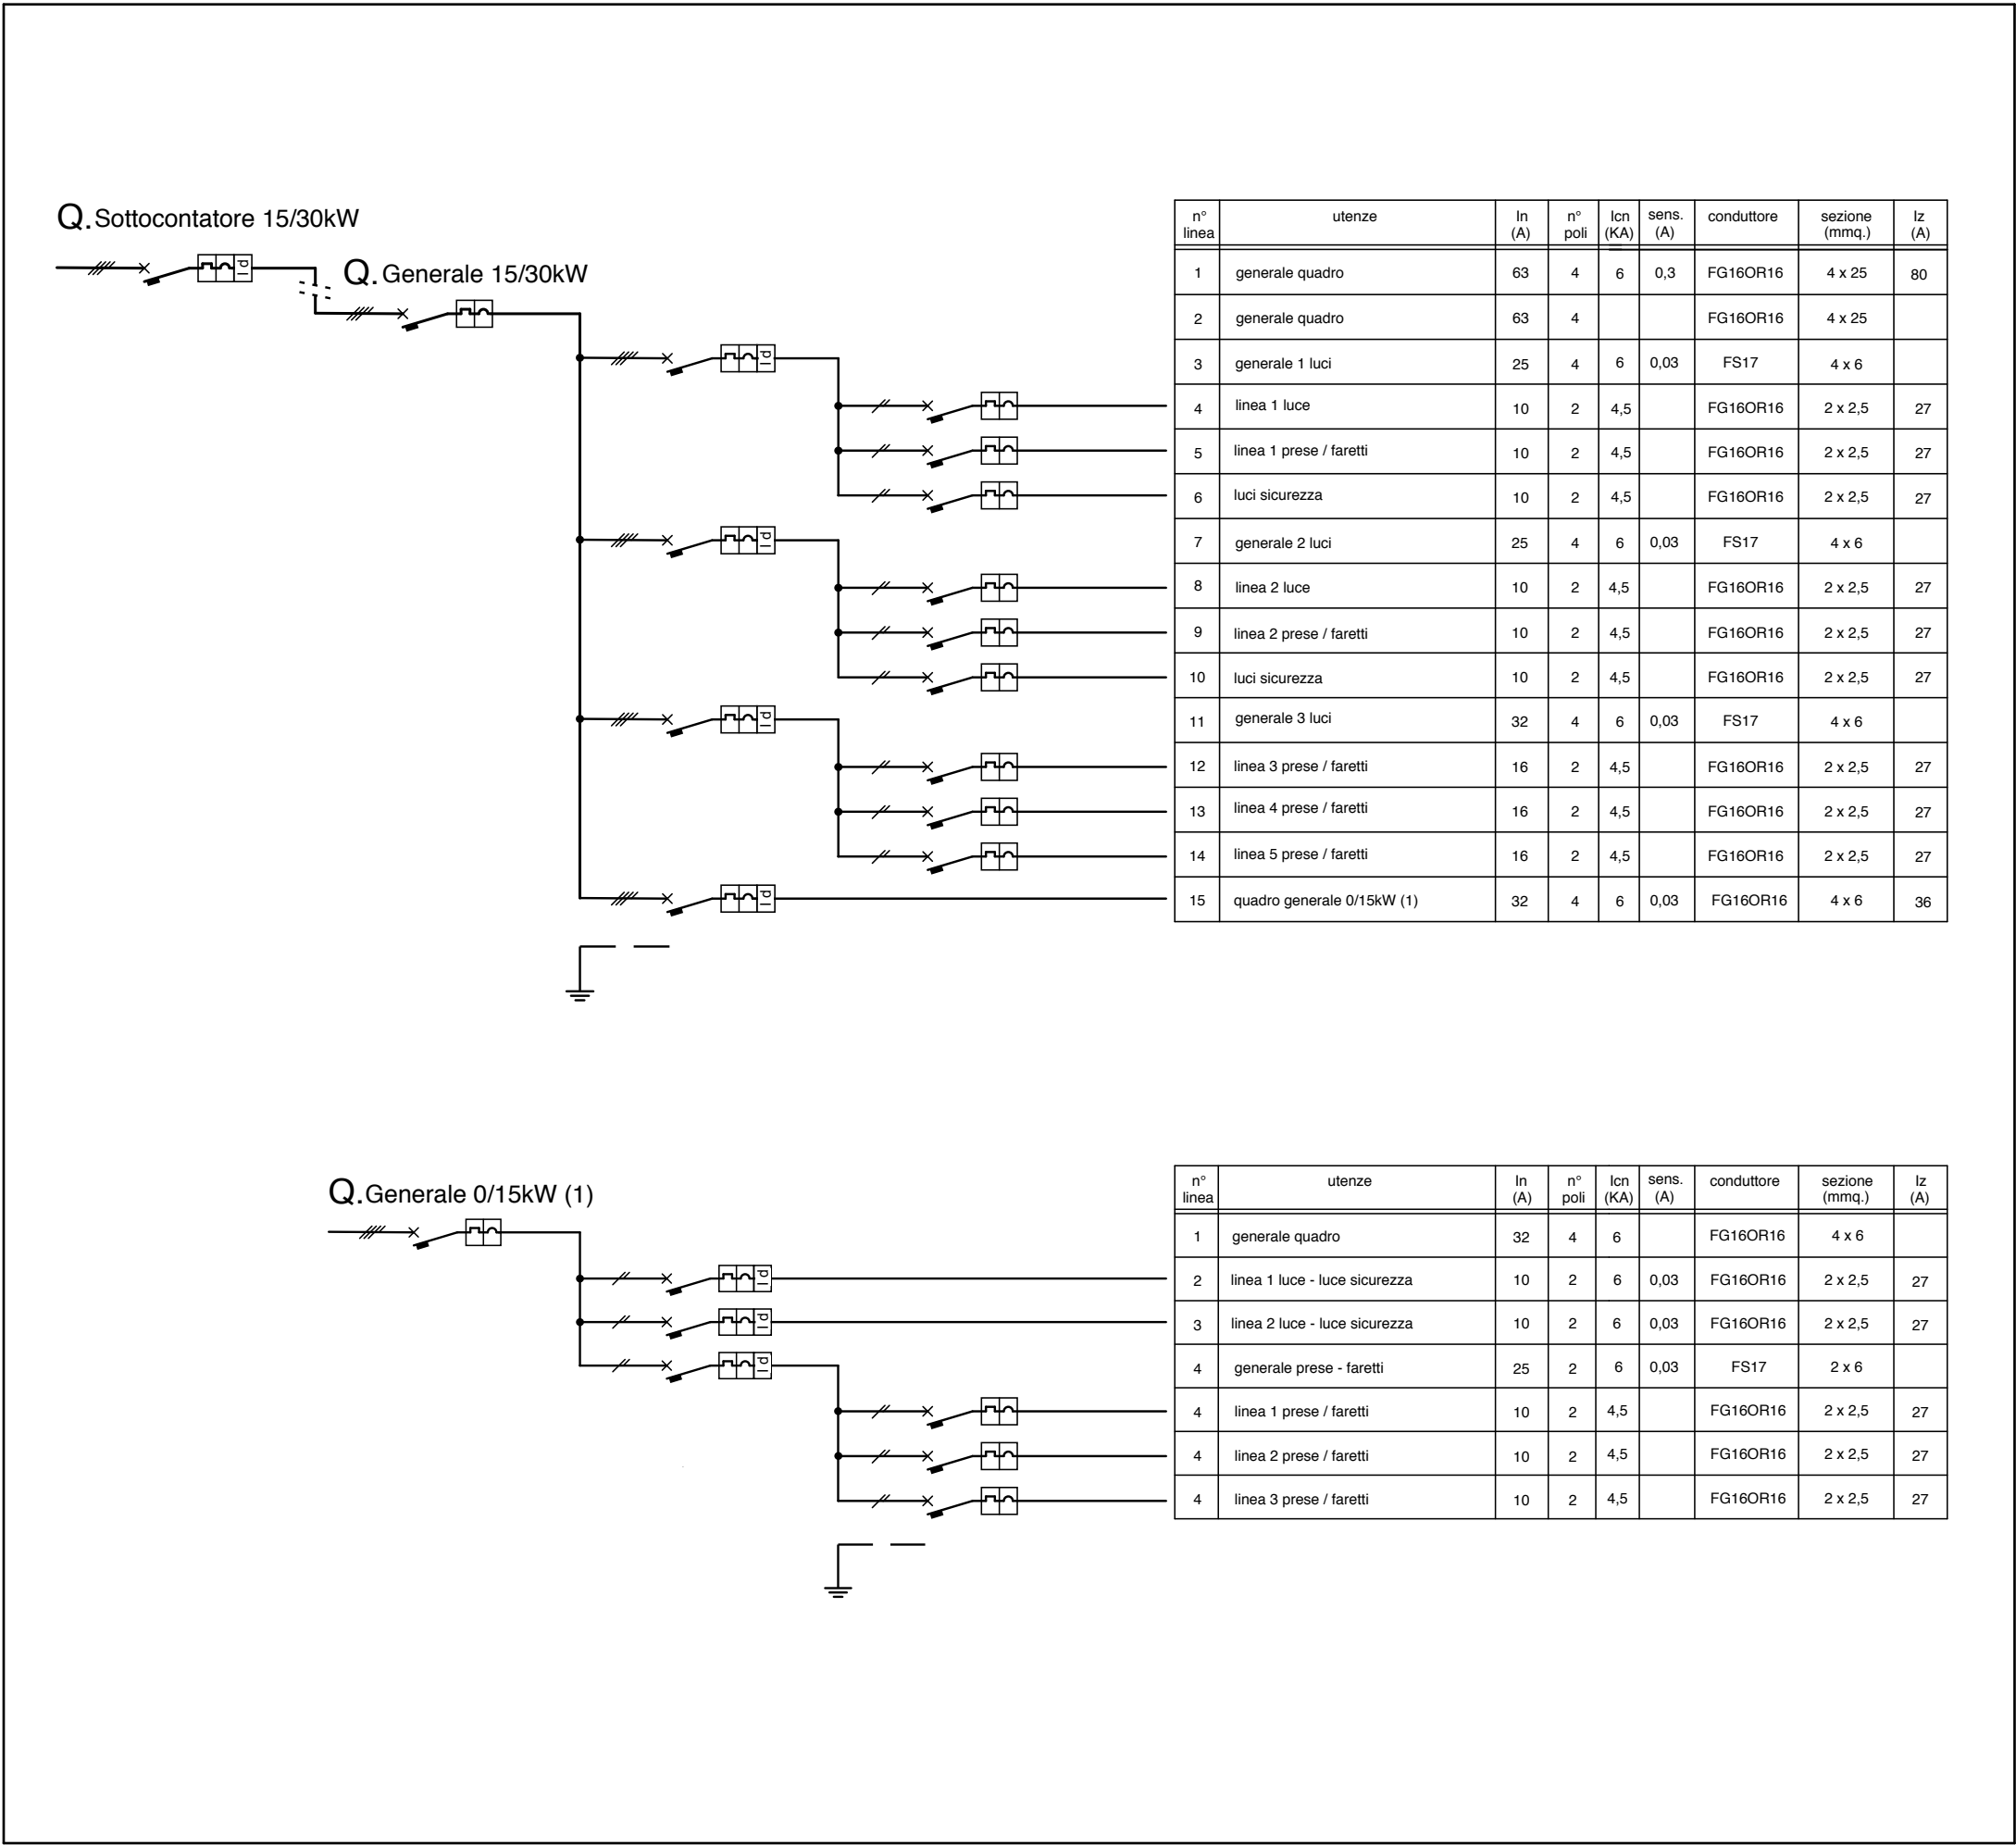 Q. Sottocontatore 15/30kW
Id
Q. Generale 15/30kW
Id
Id
Id
Id
n° linea utenze In (A) n° poli Icn (KA) sens. (A) conduttore sezione (mmq.) Iz (A)
1 generale quadro 63 4 6 0,3 FG16OR16 4 x 25 80
2 generale quadro 63 4 FG16OR16 4 x 25
3 generale 1 luci 25 4 6 0,03 FS17 4 x 6
4 linea 1 luce 10 2 4,5 FG16OR16 2 x 2,5 27
5 linea 1 prese / faretti 10 2 4,5 FG16OR16 2 x 2,5 27
6 luci sicurezza 10 2 4,5 FG16OR16 2 x 2,5 27
7 generale 2 luci 25 4 6 0,03 FS17 4 x 6
8 linea 2 luce 10 2 4,5 FG16OR16 2 x 2,5 27
9 linea 2 prese / faretti 10 2 4,5 FG16OR16 2 x 2,5 27
10 luci sicurezza 10 2 4,5 FG16OR16 2 x 2,5 27
11 generale 3 luci 32 4 6 0,03 FS17 4 x 6
12 linea 3 prese / faretti 16 2 4,5 FG16OR16 2 x 2,5 27
13 linea 4 prese / faretti 16 2 4,5 FG16OR16 2 x 2,5 27
14 linea 5 prese / faretti 16 2 4,5 FG16OR16 2 x 2,5 27
15 quadro generale 0/15kW (1) 32 4 6 0,03 FG16OR16 4 x 6 36
Q. Generale 0/15kW (1)
Id
Id
Id
n° linea utenze In (A) n° poli Icn (KA) sens. (A) conduttore sezione (mmq.) Iz (A)
1 generale quadro 32 4 6 FG16OR16 4 x 6
2 linea 1 luce - luce sicurezza 10 2 6 0,03 FG16OR16 2 x 2,5 27
3 linea 2 luce - luce sicurezza 10 2 6 0,03 FG16OR16 2 x 2,5 27
4 generale prese - faretti 25 2 6 0,03 FS17 2 x 6
4 linea 1 prese / faretti 10 2 4,5 FG16OR16 2 x 2,5 27
4 linea 2 prese / faretti 10 2 4,5 FG16OR16 2 x 2,5 27
4 linea 3 prese / faretti 10 2 4,5 FG16OR16 2 x 2,5 27